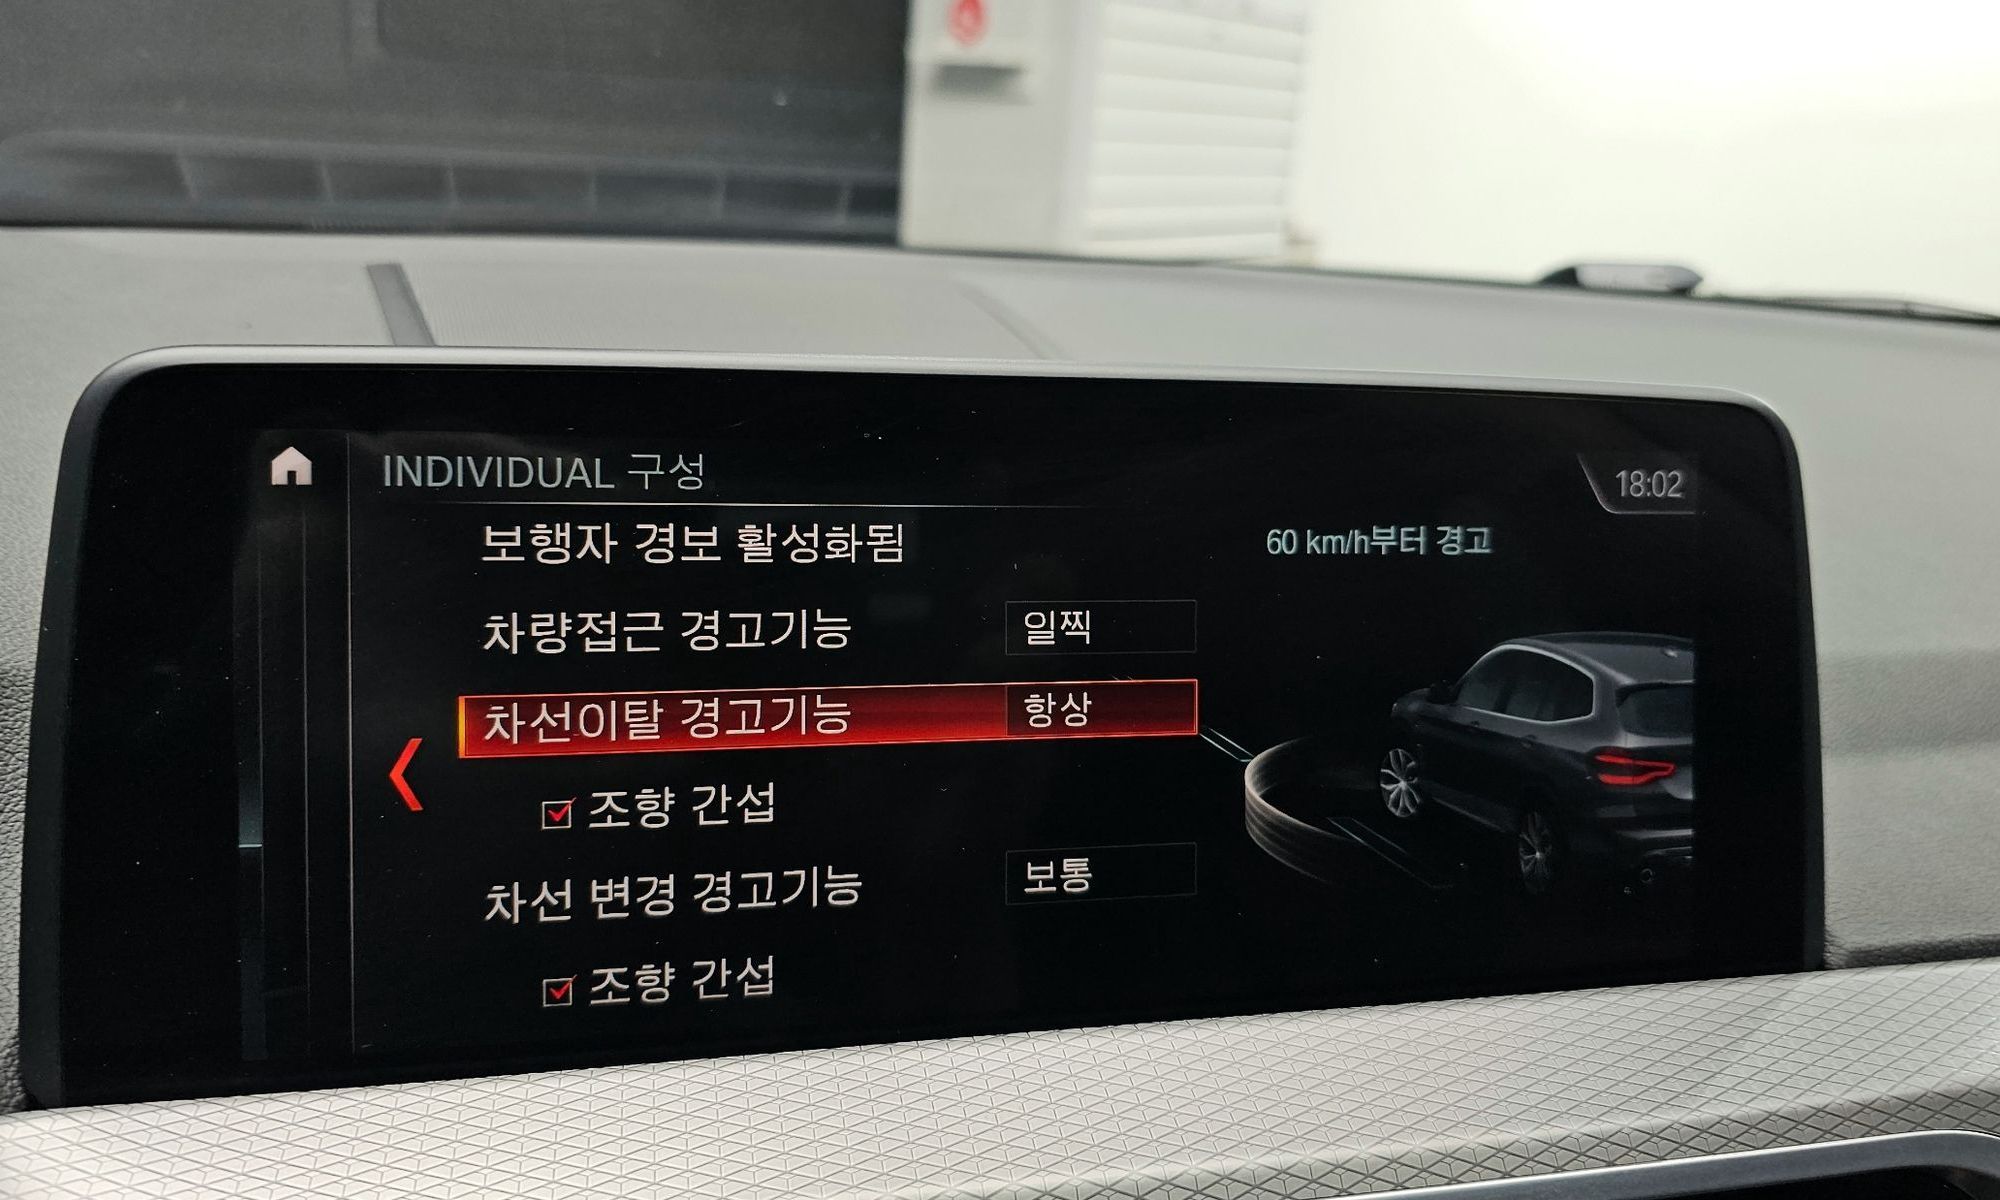 INDIVIDUAL 구성
18:02
보행자 경보 활성화됨
60 km/h부터 경고
차량접근 경고기능 일찍
차선이탈 경고기능 항상
조향 간섭
차선 변경 경고기능 보통
조향 간섭